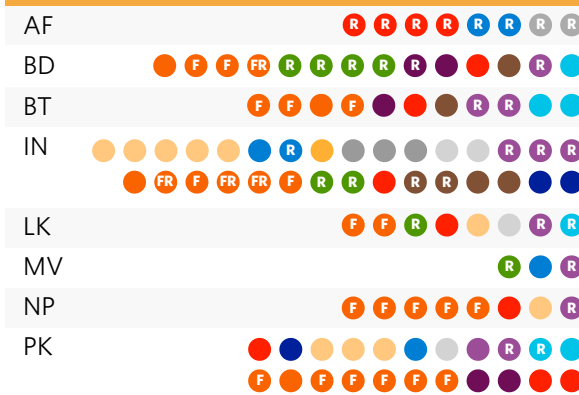 AF R R R R R R R R
BD F F FR R R R R R R
BT F F F R R
IN R R R R
FR F FR FR F R R R R
LK F F R R R
MV R R
NP F F F F F R
PK R R R
F F F F F F